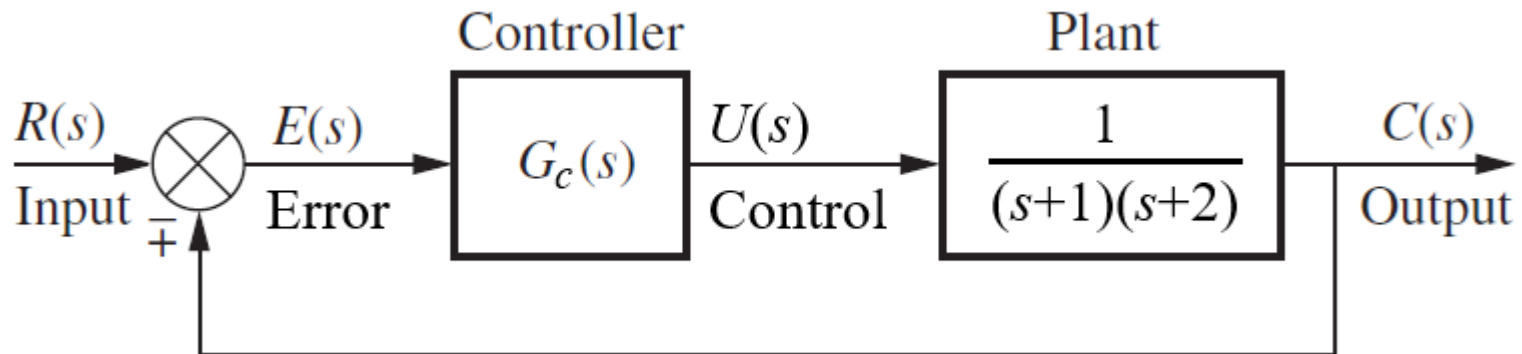 Controller
Plant
R(s)
E(s)
G_c(s)
U(s)
1
(s+1)(s+2)
C(s)
Input
−
+
Error
Control
Output